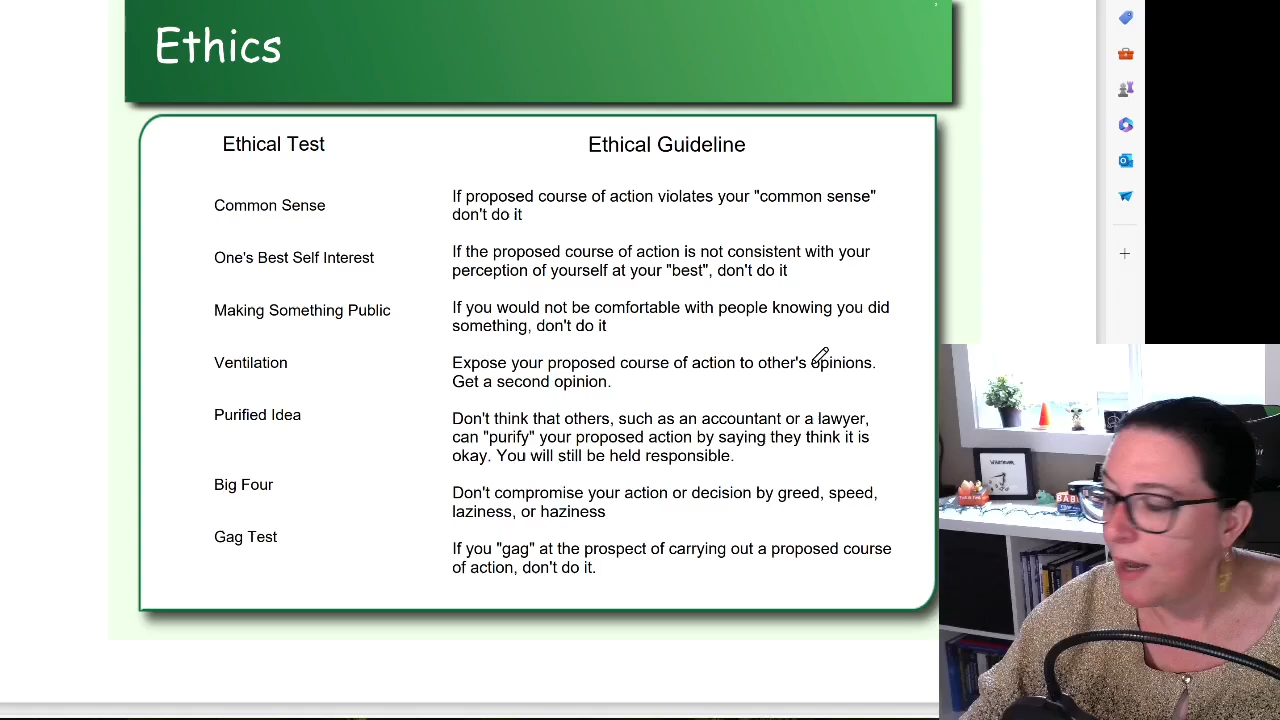 Ethics
Ethical Test
Ethical Guideline
Common Sense
If proposed course of action violates your "common sense"
don't do it
One's Best Self Interest
If the proposed course of action is not consistent with your
perception of yourself at your "best", don't do it
Making Something Public
If you would not be comfortable with people knowing you did
something, don't do it
Ventilation
Expose your proposed course of action to other's opinions.
Get a second opinion.
Purified Idea
Don't think that others, such as an accountant or a lawyer,
can "purify" your proposed action by saying they think it is
okay. You will still be held responsible.
Big Four
Don't compromise your action or decision by greed, speed,
laziness, or haziness
Gag Test
If you "gag" at the prospect of carrying out a proposed course
of action, don't do it.
WHATEVER.